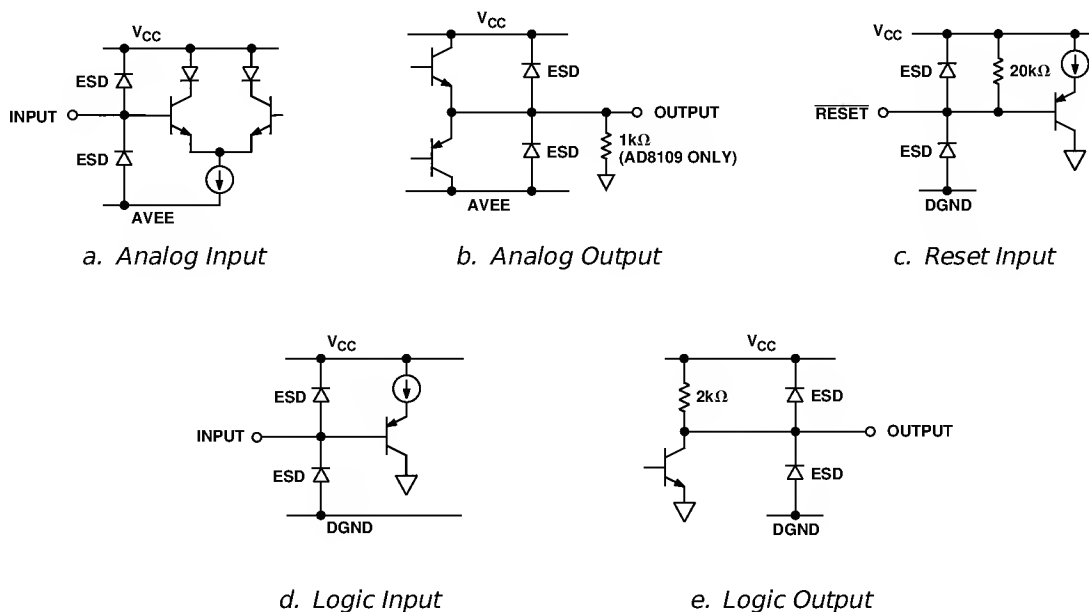 VCC
ESD
INPUT
ESD
AVEE
a. Analog Input
VCC
ESD
OUTPUT
1kΩ
(AD8109 ONLY)
ESD
AVEE
b. Analog Output
VCC
ESD
20kΩ
RESET
ESD
DGND
c. Reset Input
VCC
ESD
INPUT
ESD
DGND
d. Logic Input
VCC
2kΩ
ESD
OUTPUT
ESD
DGND
e. Logic Output